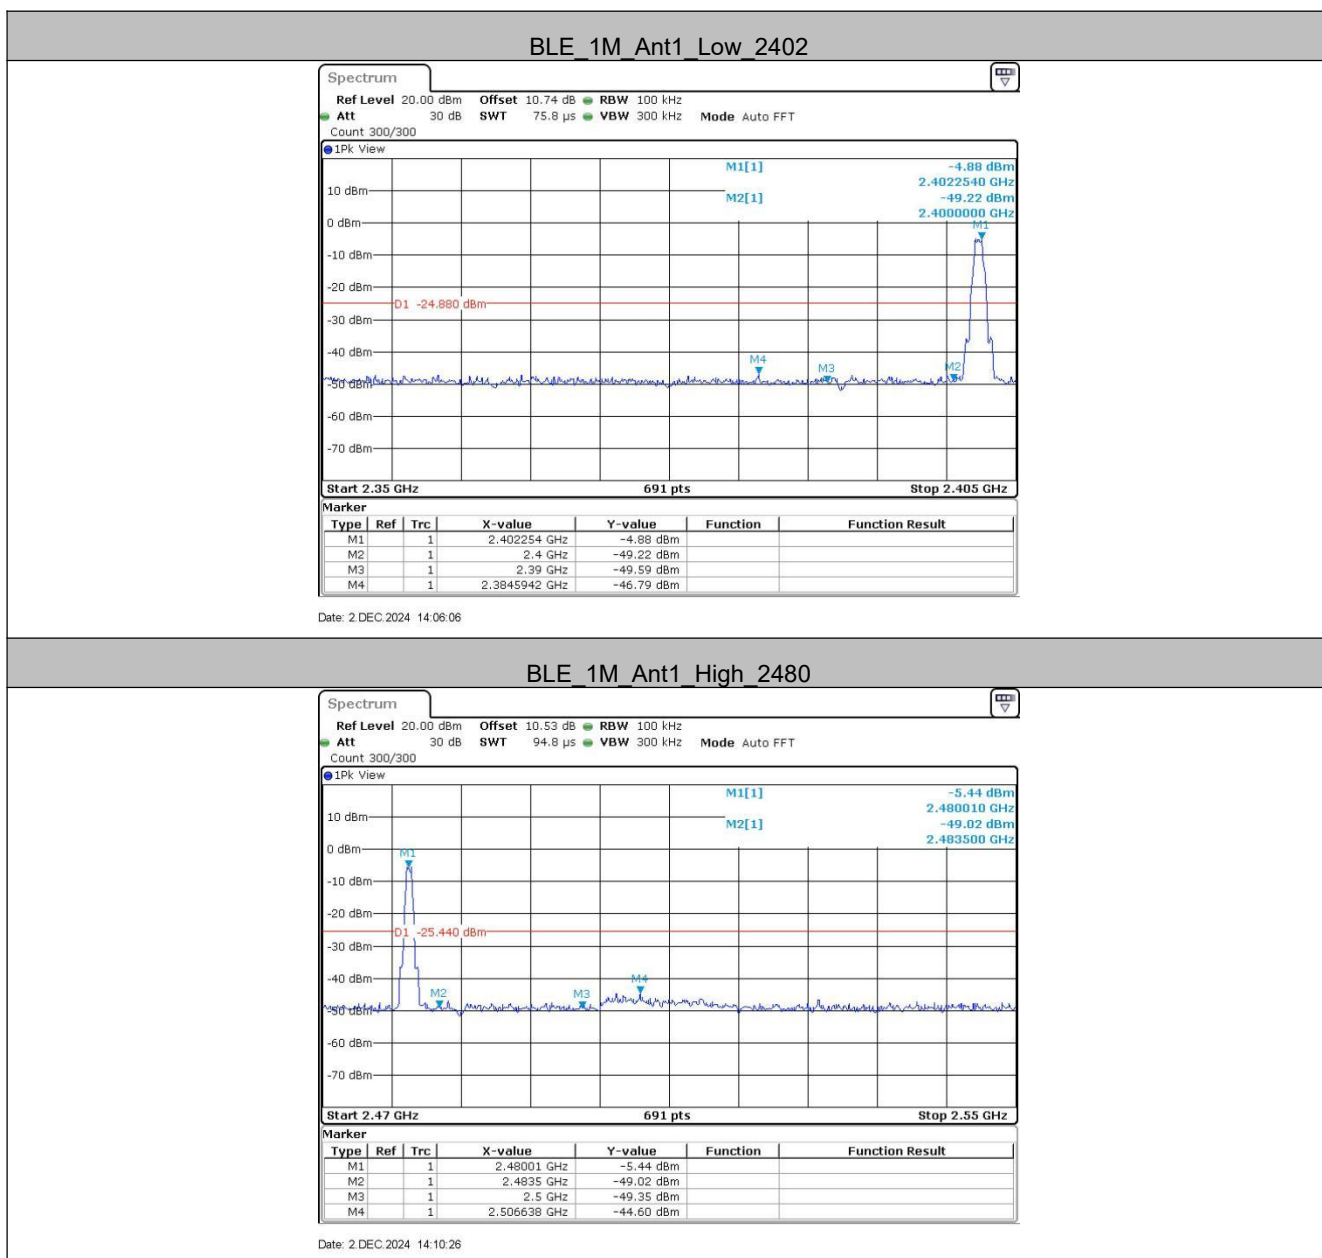 BLE_1M_Ant1_Low_2402
Spectrum
Ref Level 20.00 dBm Offset 10.74 dB RBW 100 kHz
Att 30 dB SWT 75.8 µs VBW 300 kHz Mode Auto FFT
Count 300/300
1Pk View
M1[1] -4.88 dBm
2.4022540 GHz
10 dBm
M2[1] -49.22 dBm
2.4000000 GHz
0 dBm
M1
-10 dBm
-20 dBm
D1 -24.880 dBm
-30 dBm
-40 dBm
M4
M3
M2
-50 dBm
-60 dBm
-70 dBm
Start 2.35 GHz 691 pts Stop 2.405 GHz
Marker
Type Ref Trc X-value Y-value Function Function Result
M1 1 2.402254 GHz -4.88 dBm
M2 1 2.4 GHz -49.22 dBm
M3 1 2.39 GHz -49.59 dBm
M4 1 2.3845942 GHz -46.79 dBm
Date: 2.DEC.2024 14:06:06
BLE_1M_Ant1_High_2480
Spectrum
Ref Level 20.00 dBm Offset 10.53 dB RBW 100 kHz
Att 30 dB SWT 94.8 µs VBW 300 kHz Mode Auto FFT
Count 300/300
1Pk View
M1[1] -5.44 dBm
2.480010 GHz
10 dBm
M2[1] -49.02 dBm
2.483500 GHz
0 dBm
M1
-10 dBm
-20 dBm
D1 -25.440 dBm
-30 dBm
-40 dBm
M4
M2
M3
-50 dBm
-60 dBm
-70 dBm
Start 2.47 GHz 691 pts Stop 2.55 GHz
Marker
Type Ref Trc X-value Y-value Function Function Result
M1 1 2.48001 GHz -5.44 dBm
M2 1 2.4835 GHz -49.02 dBm
M3 1 2.5 GHz -49.35 dBm
M4 1 2.506638 GHz -44.60 dBm
Date: 2.DEC.2024 14:10:26